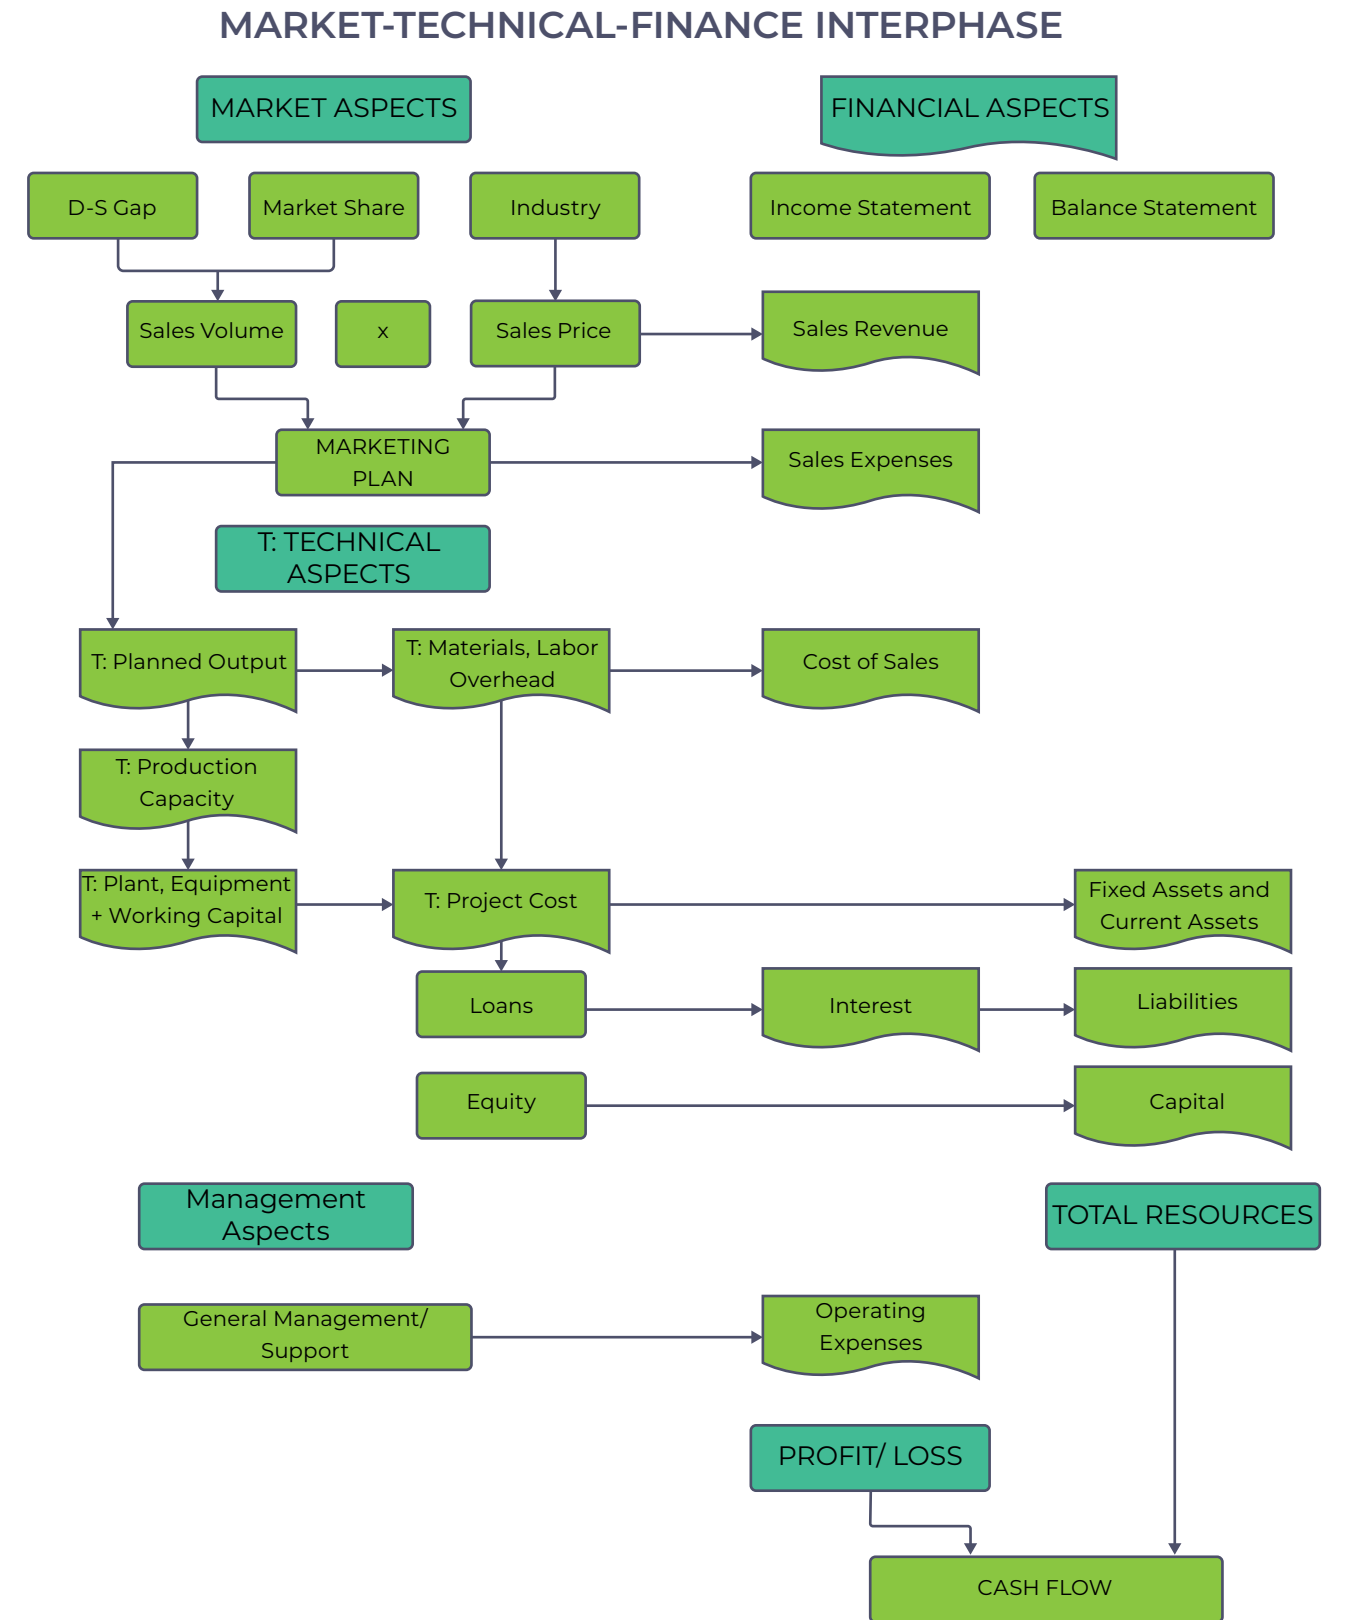 MARKET-TECHNICAL-FINANCE INTERPHASE
MARKET ASPECTS
FINANCIAL ASPECTS
D-S Gap
Market Share
Industry
Income Statement
Balance Statement
Sales Volume
x
Sales Price
Sales Revenue
MARKETING
PLAN
Sales Expenses
T: TECHNICAL
ASPECTS
T: Planned Output
T: Materials, Labor
Overhead
Cost of Sales
T: Production
Capacity
T: Plant, Equipment
+ Working Capital
T: Project Cost
Fixed Assets and
Current Assets
Loans
Interest
Liabilities
Equity
Capital
Management
Aspects
TOTAL RESOURCES
General Management/
Support
Operating
Expenses
PROFIT/ LOSS
CASH FLOW